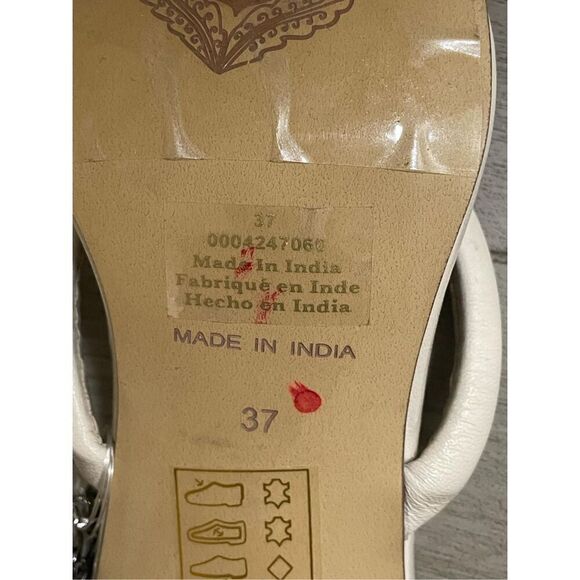 37
0004247060
Made In India
Fabriqué en Inde
Hecho en India
MADE IN INDIA
37